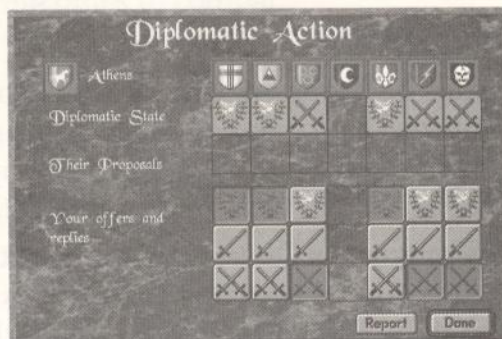 Diplomatic Action
Athens
Diplomatic State
Their Proposals
Your offers and
replies
Report Done